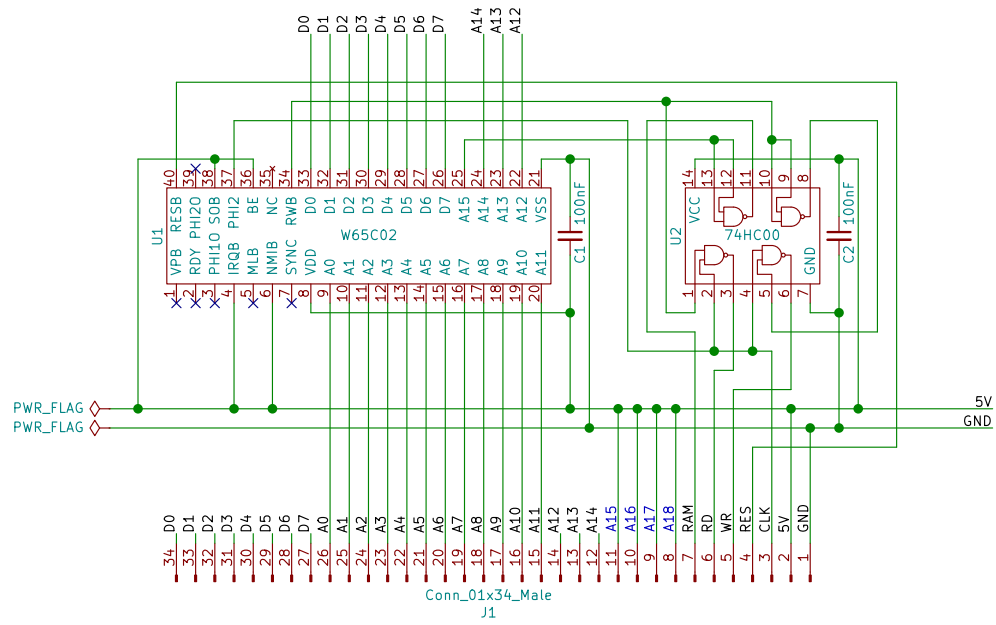 D0 D1 D2 D3 D4 D5 D6 D7 A14 A13 A12
40 39 38 37 36 35 34 33 32 31 30 29 28 27 26 25 24 23 22 21
RESB PHI2O SOB PHI2 BE NC RWB D0 D1 D2 D3 D4 D5 D6 D7 A15 A14 A13 A12 VSS
U1
W65C02
VPB RDY PHI1O IRQB MLB NMIB SYNC VDD A0 A1 A2 A3 A4 A5 A6 A7 A8 A9 A10 A11
1 2 3 4 5 6 7 8 9 10 11 12 13 14 15 16 17 18 19 20
100nF
C1
14 13 12 11 10 9 8
VCC
U2
74HC00
GND
1 2 3 4 5 6 7
100nF
C2
PWR_FLAG
5V
PWR_FLAG
GND
D0 D1 D2 D3 D4 D5 D6 D7 A0 A1 A2 A3 A4 A5 A6 A7 A8 A9 A10 A11 A12 A13 A14 A15 A16 A17 A18 RAM RD WR RES CLK 5V GND
34 33 32 31 30 29 28 27 26 25 24 23 22 21 20 19 18 17 16 15 14 13 12 11 10 9 8 7 6 5 4 3 2 1
Conn_01x34_Male
J1